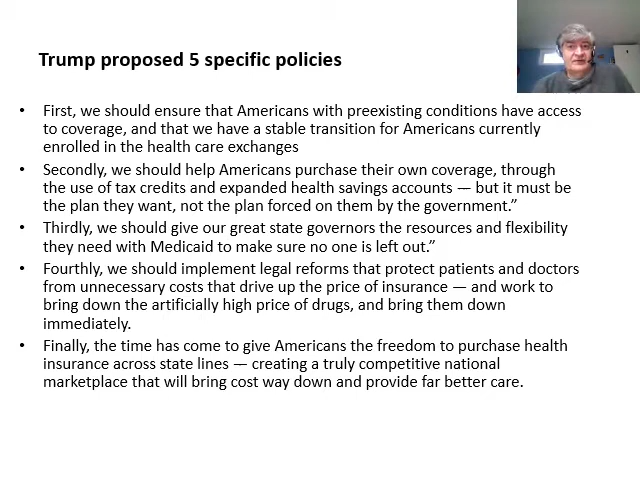 Trump proposed 5 specific policies
• First, we should ensure that Americans with preexisting conditions have access
to coverage, and that we have a stable transition for Americans currently
enrolled in the health care exchanges
• Secondly, we should help Americans purchase their own coverage, through
the use of tax credits and expanded health savings accounts — but it must be
the plan they want, not the plan forced on them by the government.”
• Thirdly, we should give our great state governors the resources and flexibility
they need with Medicaid to make sure no one is left out.”
• Fourthly, we should implement legal reforms that protect patients and doctors
from unnecessary costs that drive up the price of insurance — and work to
bring down the artificially high price of drugs, and bring them down
immediately.
• Finally, the time has come to give Americans the freedom to purchase health
insurance across state lines — creating a truly competitive national
marketplace that will bring cost way down and provide far better care.